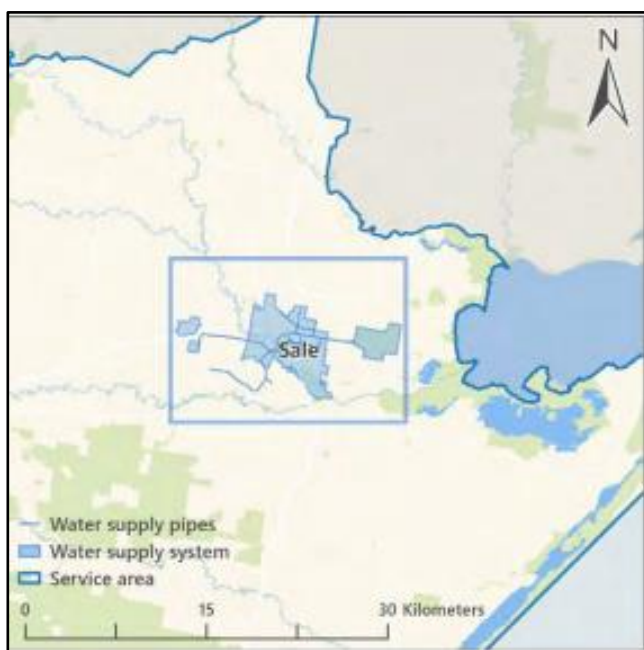 N
Sale
Water supply pipes
Water supply system
Service area
0 15 30 Kilometers